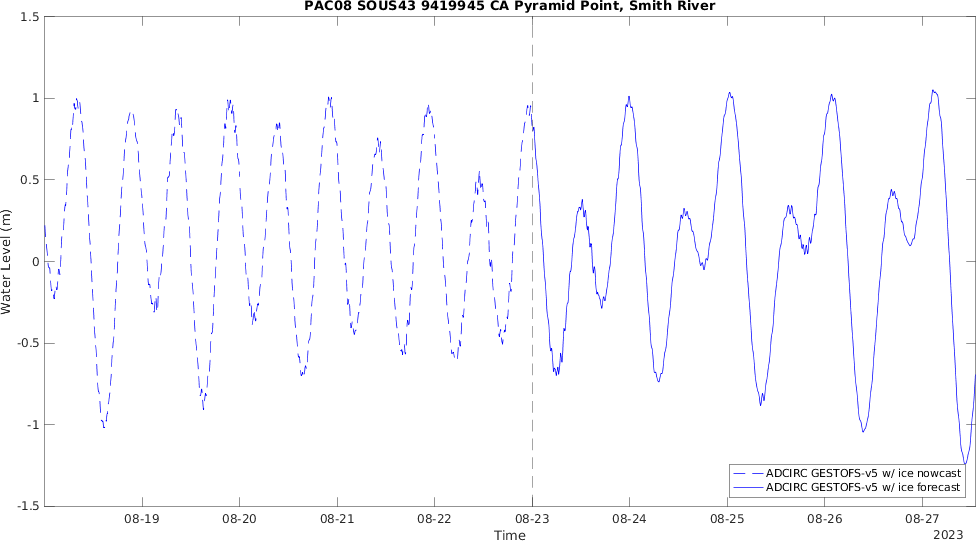 PAC08 SOUS43 9419945 CA Pyramid Point, Smith River
Water Level (m)
1.5
1
0.5
0
-0.5
-1
-1.5
ADCIRC GESTOFS-v5 w/ ice nowcast
ADCIRC GESTOFS-v5 w/ ice forecast
08-19 08-20 08-21 08-22 08-23 08-24 08-25 08-26 08-27
Time
2023